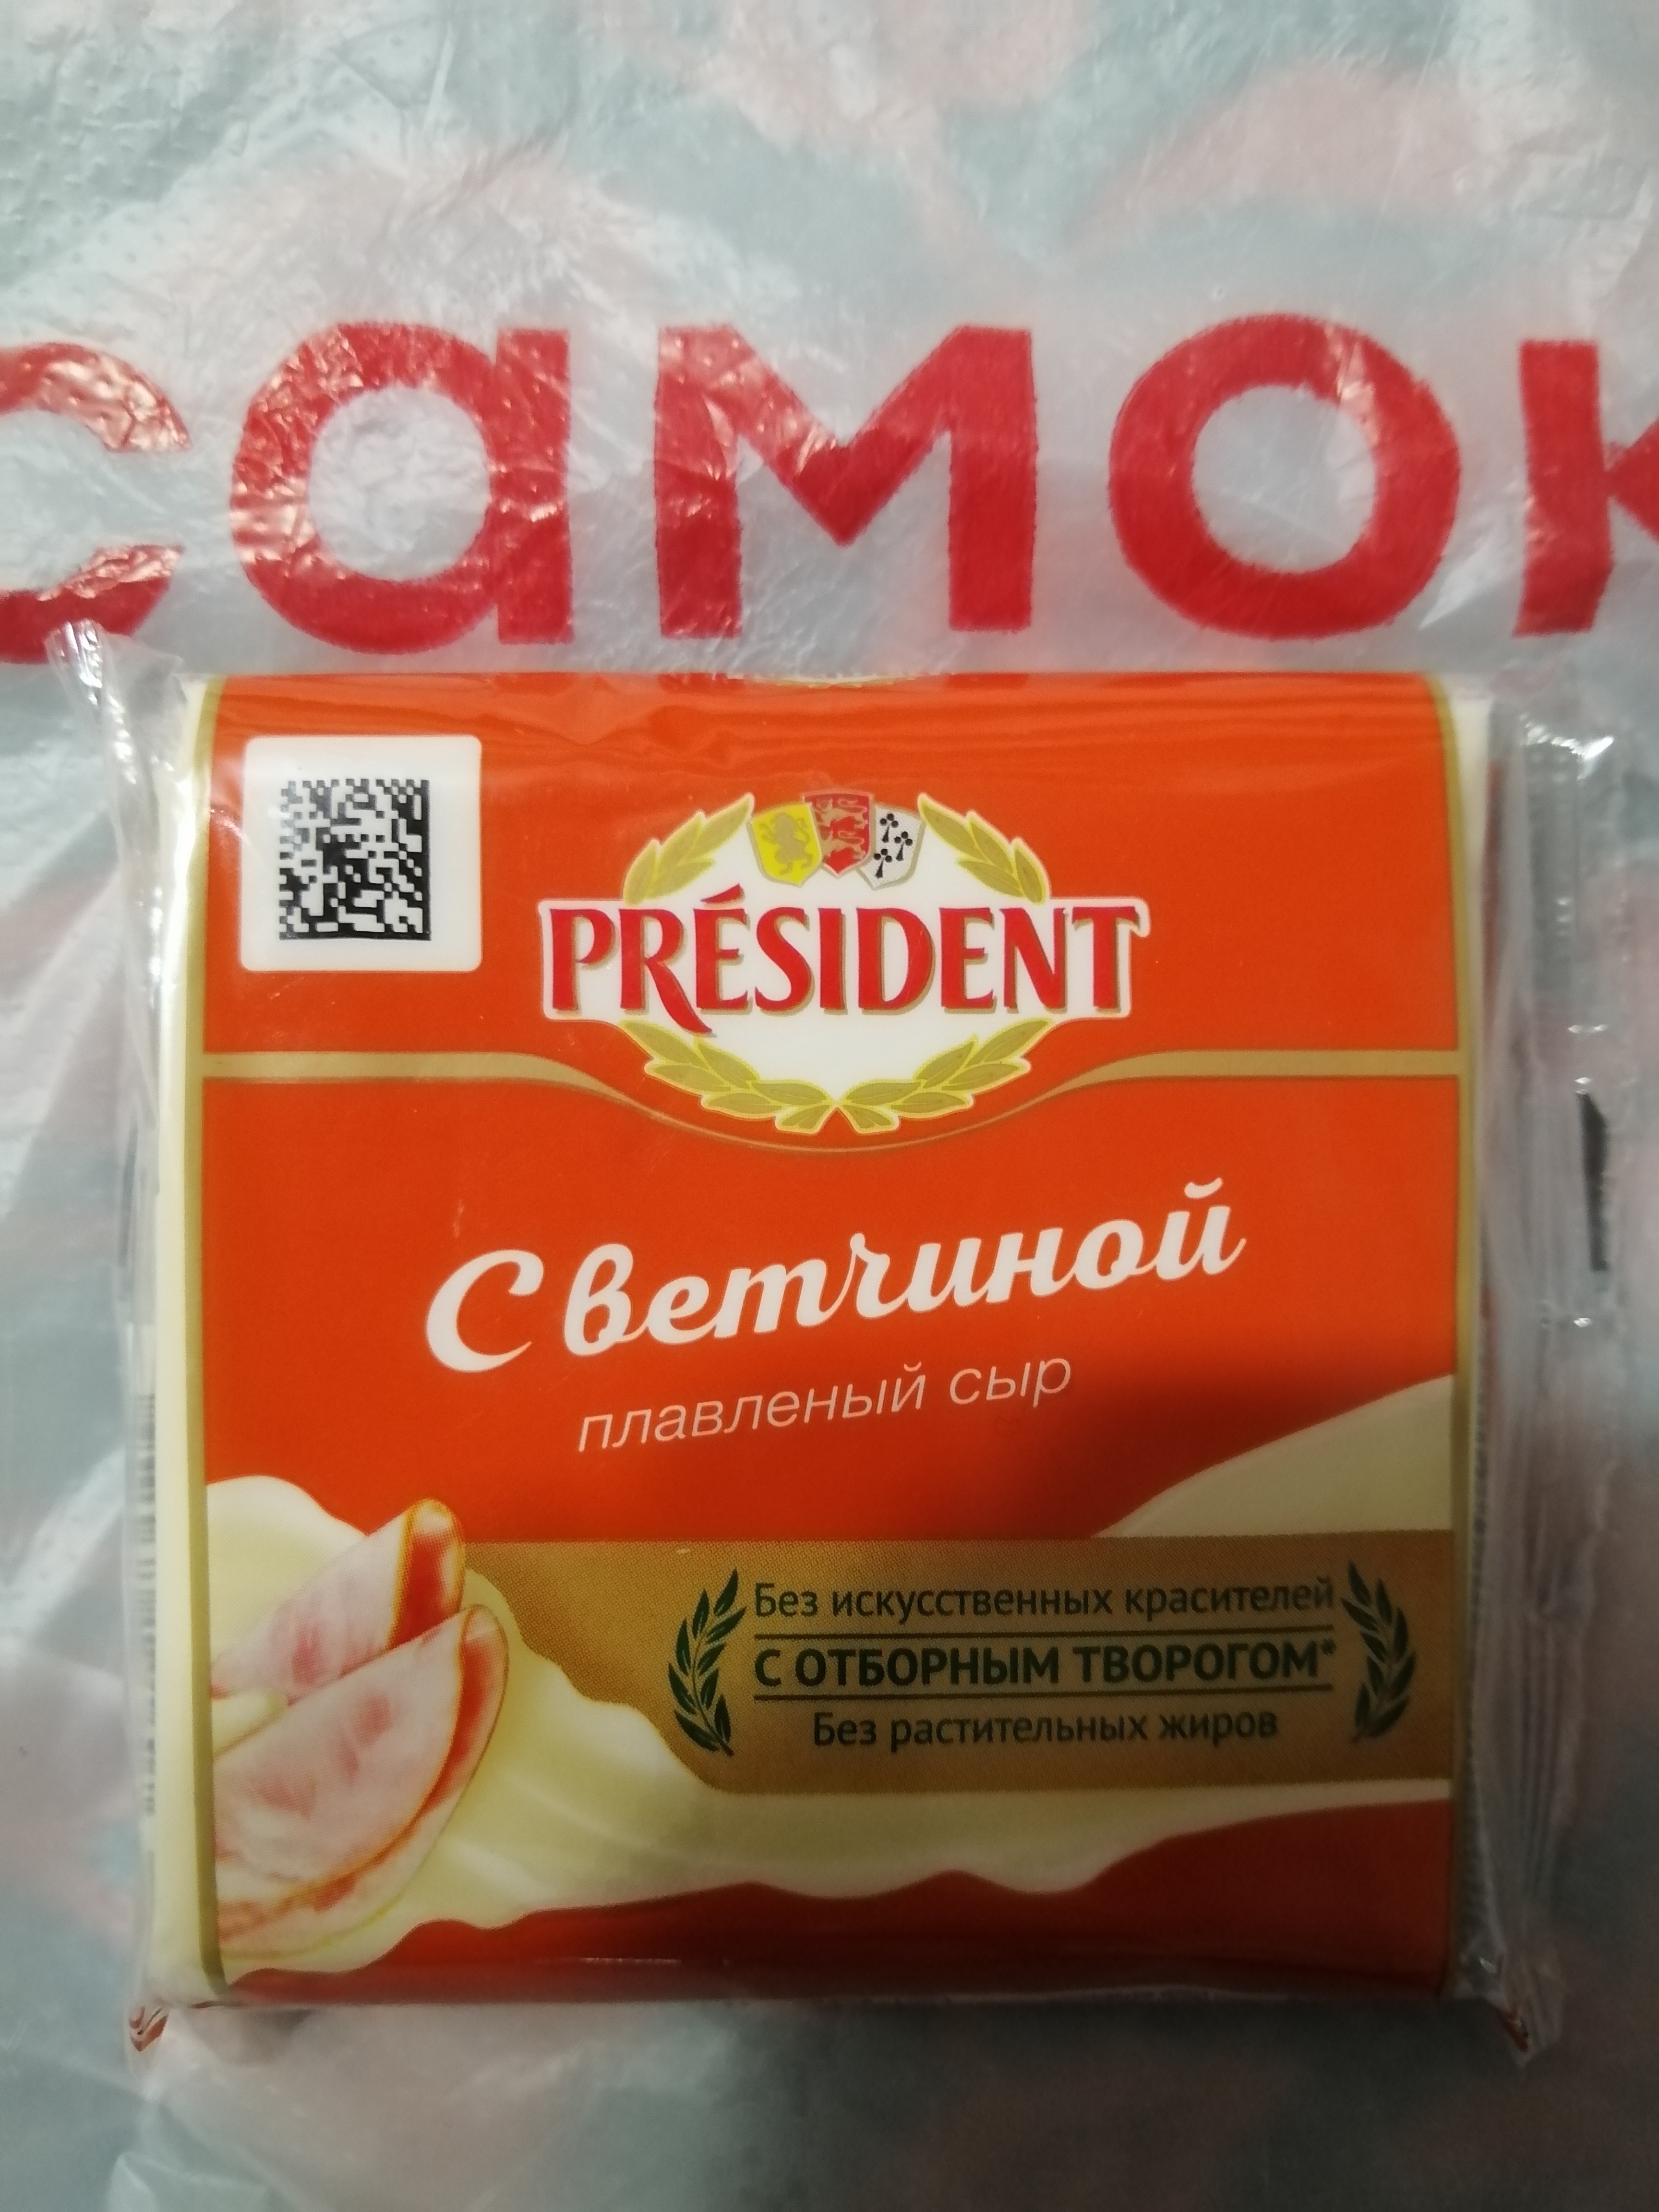 самок
PRÉSIDENT
С ветчиной
плавленый сыр
Без искусственных красителей
С ОТБОРНЫМ ТВОРОГОМ*
Без растительных жиров